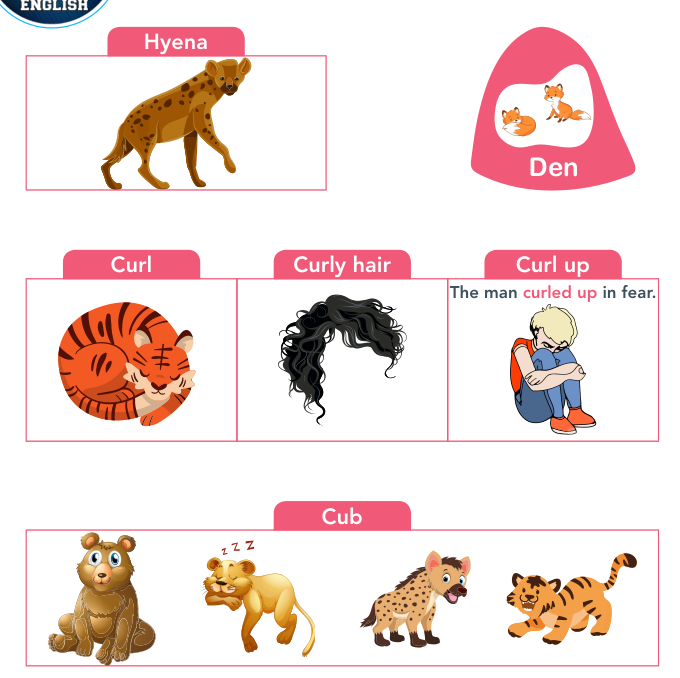 ENGLISH
Hyena
Den
Curl
Curly hair
Curl up
The man curled up in fear.
Cub
z z z